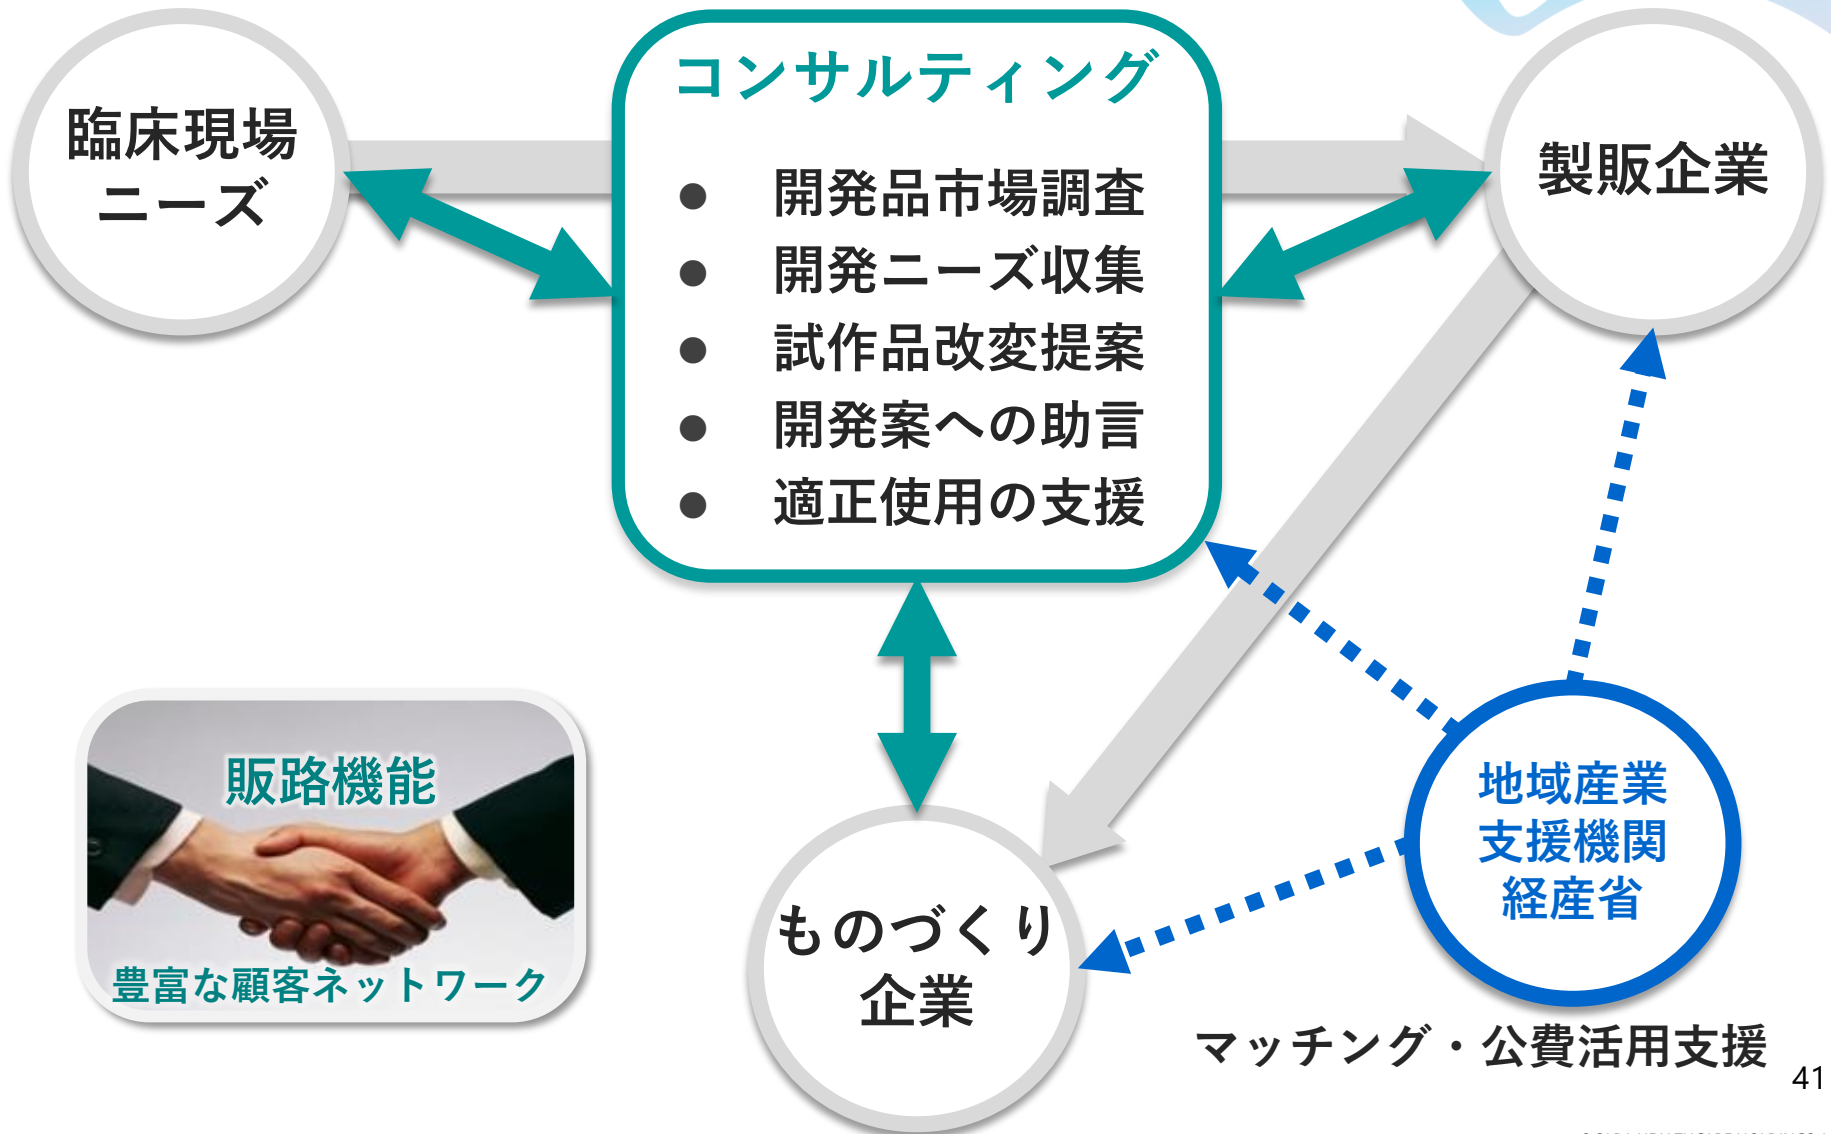 コンサルティング
● 開発品市場調査
● 開発ニーズ収集
● 試作品改変提案
● 開発案への助言
● 適正使用の支援
臨床現場
ニーズ
製販企業
販路機能
豊富な顧客ネットワーク
ものづくり
企業
地域産業
支援機関
経産省
マッチング・公費活用支援
41